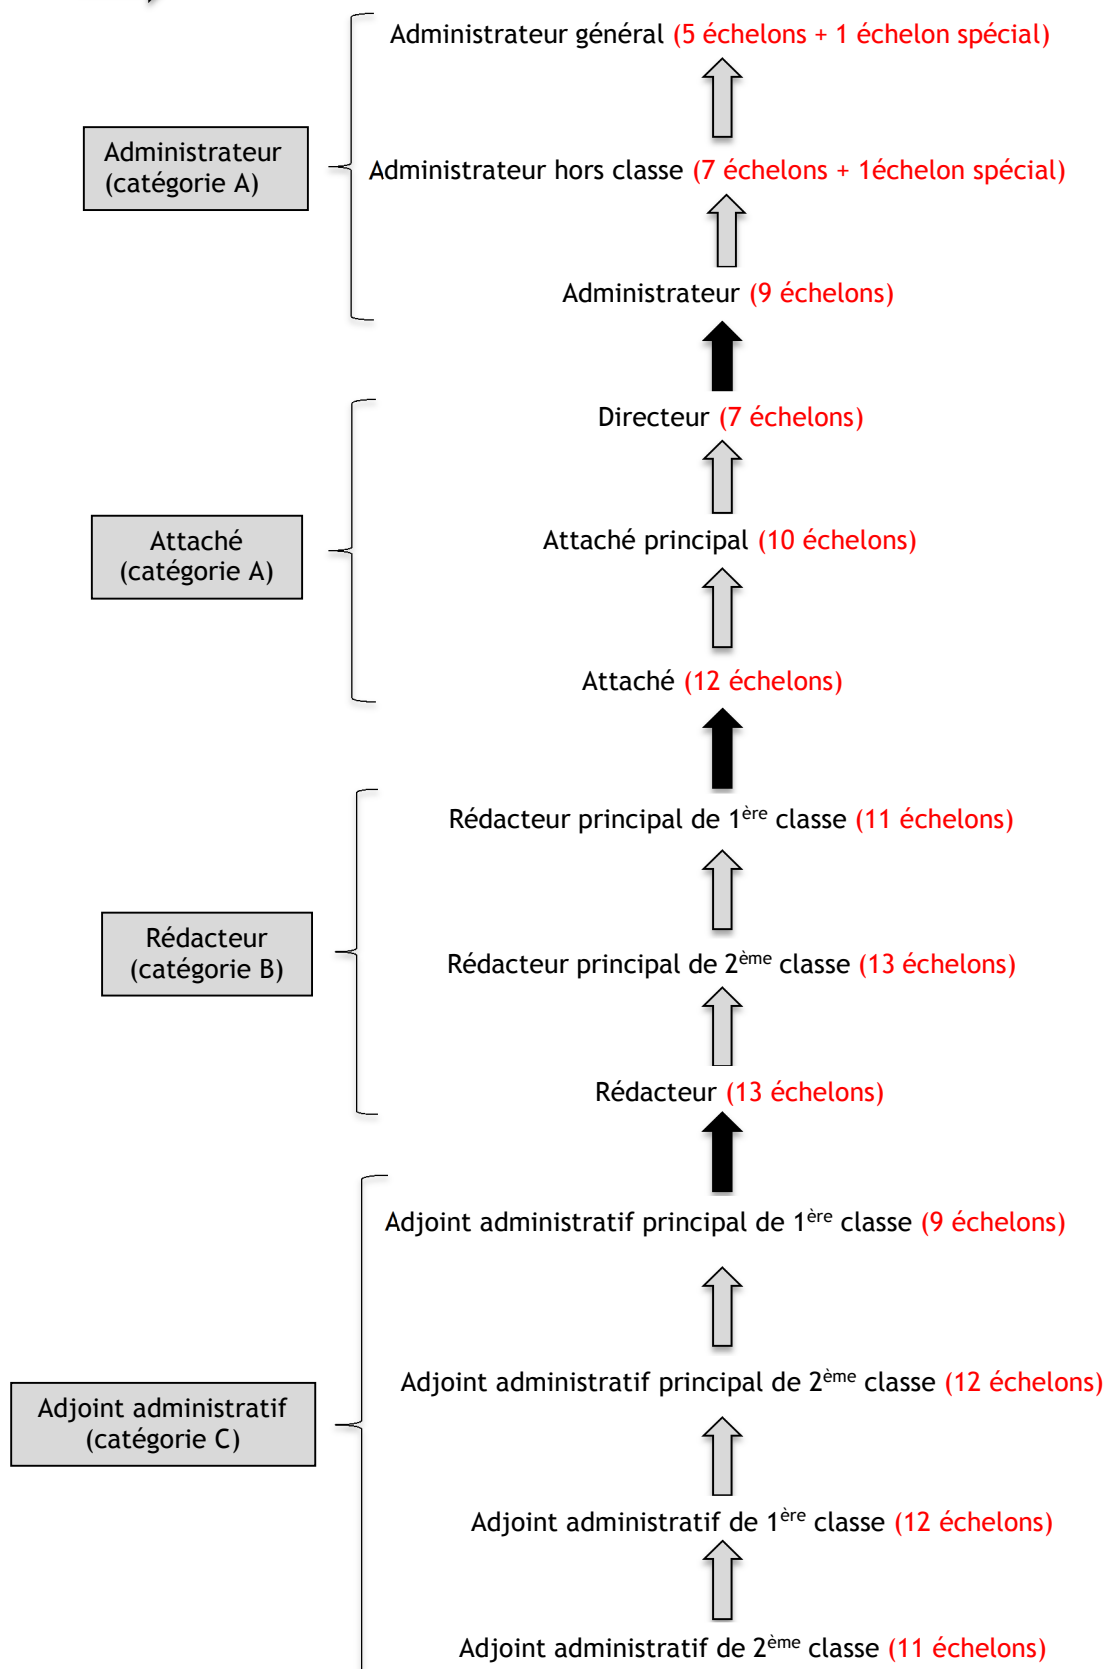 Administrateur général (5 échelons + 1 échelon spécial)
Administrateur
(catégorie A)
Administrateur hors classe (7 échelons + 1échelon spécial)
Administrateur (9 échelons)
Directeur (7 échelons)
Attaché
(catégorie A)
Attaché principal (10 échelons)
Attaché (12 échelons)
Rédacteur principal de 1ère classe (11 échelons)
Rédacteur
(catégorie B)
Rédacteur principal de 2ème classe (13 échelons)
Rédacteur (13 échelons)
Adjoint administratif principal de 1ère classe (9 échelons)
Adjoint administratif principal de 2ème classe (12 échelons)
Adjoint administratif
(catégorie C)
Adjoint administratif de 1ère classe (12 échelons)
Adjoint administratif de 2ème classe (11 échelons)